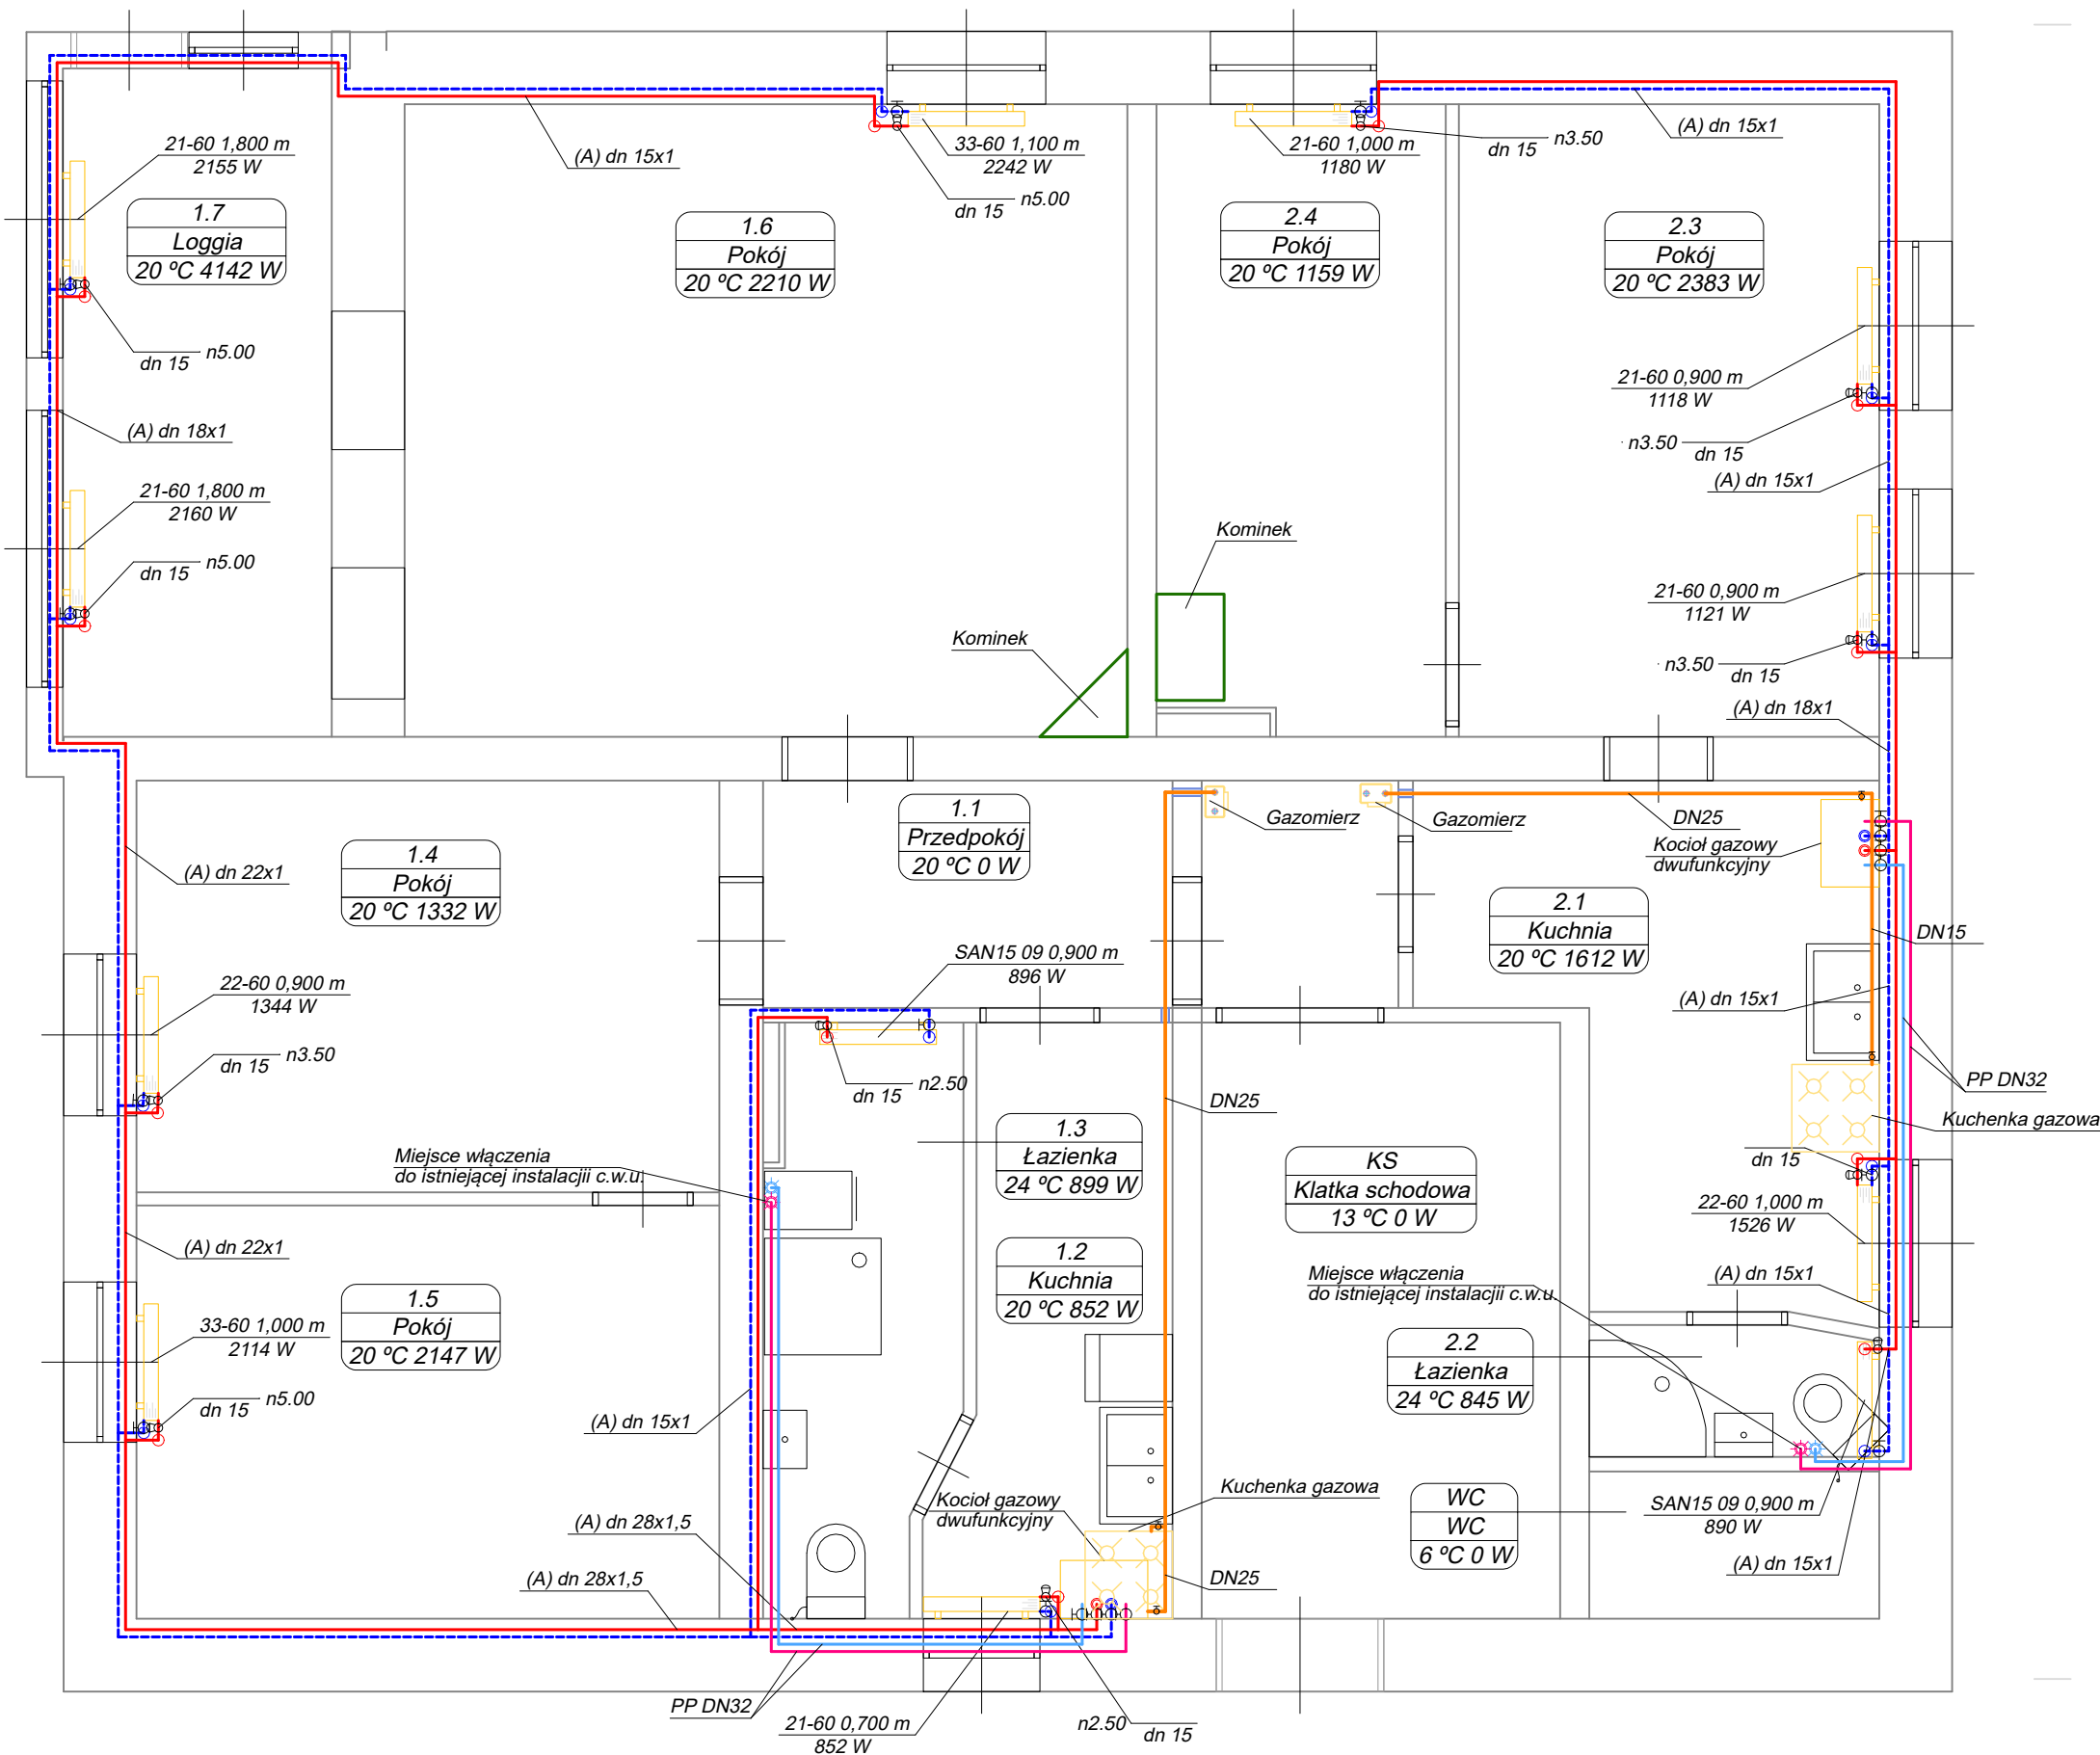 21-60 1,800 m
2155 W
1.7
Loggia
20 ºC 4142 W
dn 15 n5.00
(A) dn 18x1
21-60 1,800 m
2160 W
dn 15 n5.00
(A) dn 15x1
1.6
Pokój
20 ºC 2210 W
33-60 1,100 m
2242 W
dn 15 n5.00
21-60 1,000 m
1180 W
dn 15 n3.50
(A) dn 15x1
2.4
Pokój
20 ºC 1159 W
2.3
Pokój
20 ºC 2383 W
21-60 0,900 m
1118 W
n3.50 dn 15
(A) dn 15x1
Kominek
Kominek
21-60 0,900 m
1121 W
n3.50 dn 15
(A) dn 18x1
(A) dn 22x1
1.4
Pokój
20 ºC 1332 W
1.1
Przedpokój
20 ºC 0 W
Gazomierz
Gazomierz
DN25
Kocioł gazowy
dwufunkcyjny
2.1
Kuchnia
20 ºC 1612 W
DN15
SAN15 09 0,900 m
896 W
22-60 0,900 m
1344 W
dn 15 n3.50
dn 15 n2.50
(A) dn 15x1
PP DN32
DN25
Kuchenka gazowa
1.3
Łazienka
24 ºC 899 W
Miejsce włączenia
do istniejącej instalacjii c.w.u.
KS
Klatka schodowa
13 ºC 0 W
dn 15
22-60 1,000 m
1526 W
(A) dn 22x1
1.2
Kuchnia
20 ºC 852 W
Miejsce włączenia
do istniejącej instalacjii c.w.u.
(A) dn 15x1
1.5
Pokój
20 ºC 2147 W
33-60 1,000 m
2114 W
dn 15 n5.00
2.2
Łazienka
24 ºC 845 W
(A) dn 15x1
Kocioł gazowy
dwufunkcyjny
Kuchenka gazowa
WC
WC
6 ºC 0 W
SAN15 09 0,900 m
890 W
(A) dn 15x1
(A) dn 28x1,5
(A) dn 28x1,5
DN25
PP DN32
21-60 0,700 m
852 W
n2.50 dn 15